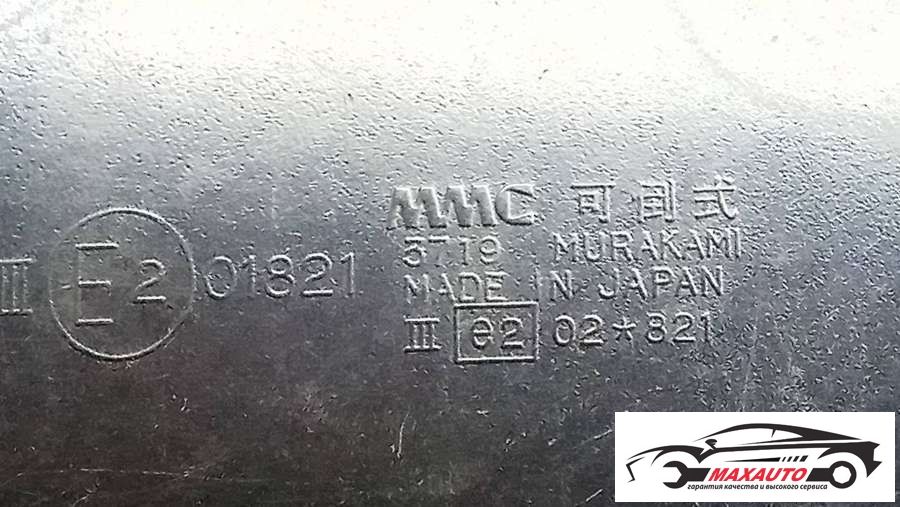 MMC 可倒式
3719 MURAKAMI
III E2 01821
MADE IN JAPAN
III e2 02*821
MAXAUTO
гарантия качества и высокого сервиса